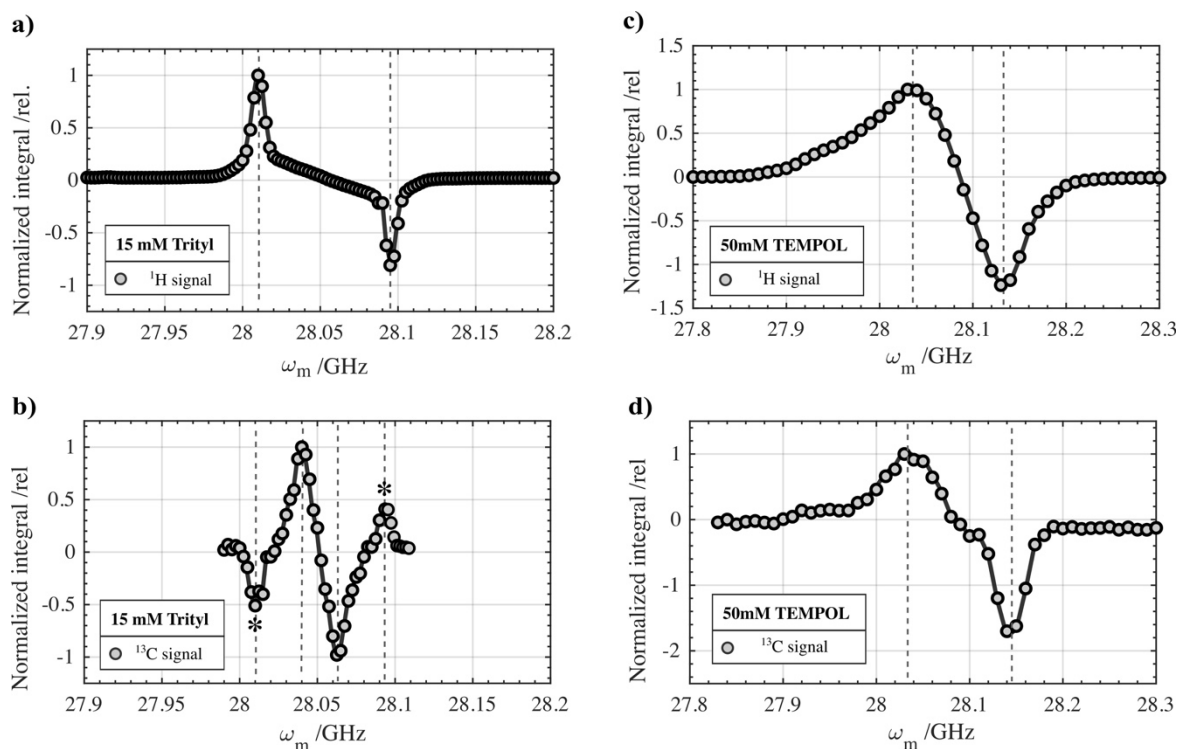 a)
1
0.5
0
-0.5
-1
Normalized integral /rel.
15 mM Trityl
¹H signal
27.9
27.95
28
28.05
28.1
28.15
28.2
ωm /GHz
c)
1.5
1
0.5
0
-0.5
-1
-1.5
Normalized integral /rel
50mM TEMPOL
¹H signal
27.8
27.9
28
28.1
28.2
28.3
ωm /GHz
b)
1
0.5
0
-0.5
-1
Normalized integral /rel
*
*
15 mM Trityl
¹³C signal
27.9
27.95
28
28.05
28.1
28.15
28.2
ωm /GHz
d)
1
0
-1
-2
Normalized integral /rel
50mM TEMPOL
¹³C signal
27.8
27.9
28
28.1
28.2
28.3
ωm /GHz